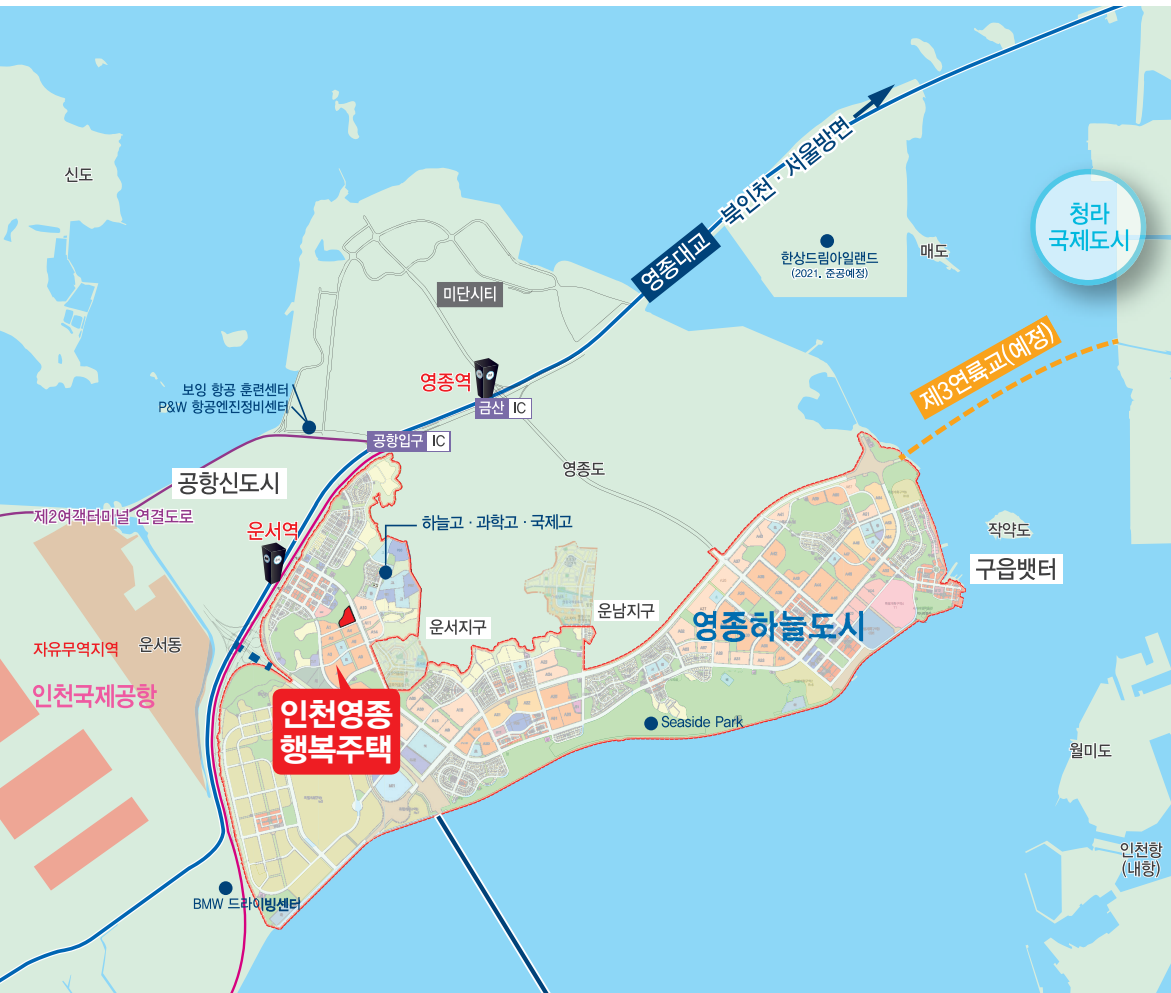 북인천 · 서울방면
신도
청라
국제도시
영종대교
매도
한상드림아일랜드
(2021. 준공예정)
미단시티
제3연륙교(예정)
영종역
보잉 항공 훈련센터
P&W 항공엔진정비센터
금산 IC
공항입구 IC
영종도
공항신도시
제2여객터미널 연결도로
하늘고 · 과학고 · 국제고
운서역
작약도
구읍뱃터
운남지구
운서지구
영종하늘도시
자유무역지역
운서동
인천국제공항
인천영종
행복주택
Seaside Park
월미도
인천항
(내항)
BMW 드라이빙센터